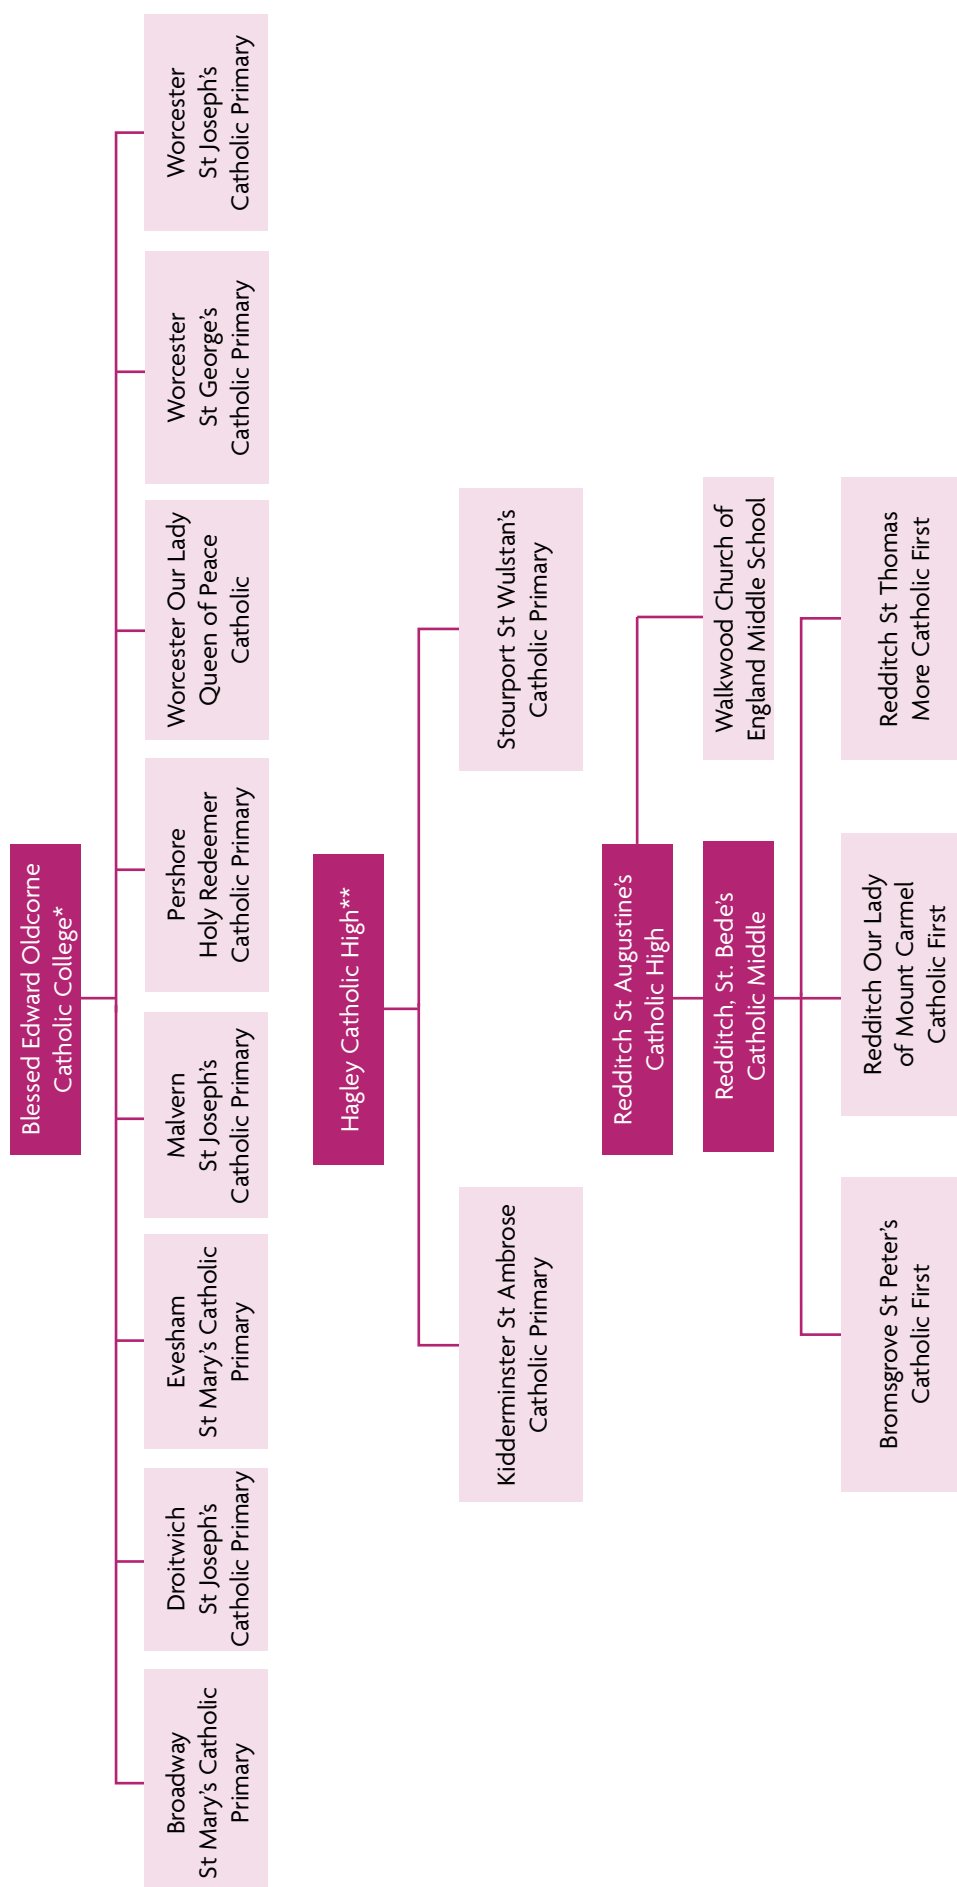 Blessed Edward Oldcorne
Catholic College*
Broadway
St Mary's Catholic
Primary
Droitwich
St Joseph's
Catholic Primary
Evesham
St Mary's Catholic
Primary
Malvern
St Joseph's
Catholic Primary
Pershore
Holy Redeemer
Catholic Primary
Worcester Our Lady
Queen of Peace
Catholic
Worcester
St George's
Catholic Primary
Worcester
St Joseph's
Catholic Primary
Hagley Catholic High**
Kidderminster St Ambrose
Catholic Primary
Stourport St Wulstan's
Catholic Primary
Redditch St Augustine's
Catholic High
Redditch, St. Bede's
Catholic Middle
Walkwood Church of
England Middle School
Bromsgrove St Peter's
Catholic First
Redditch Our Lady
of Mount Carmel
Catholic First
Redditch St Thomas
More Catholic First